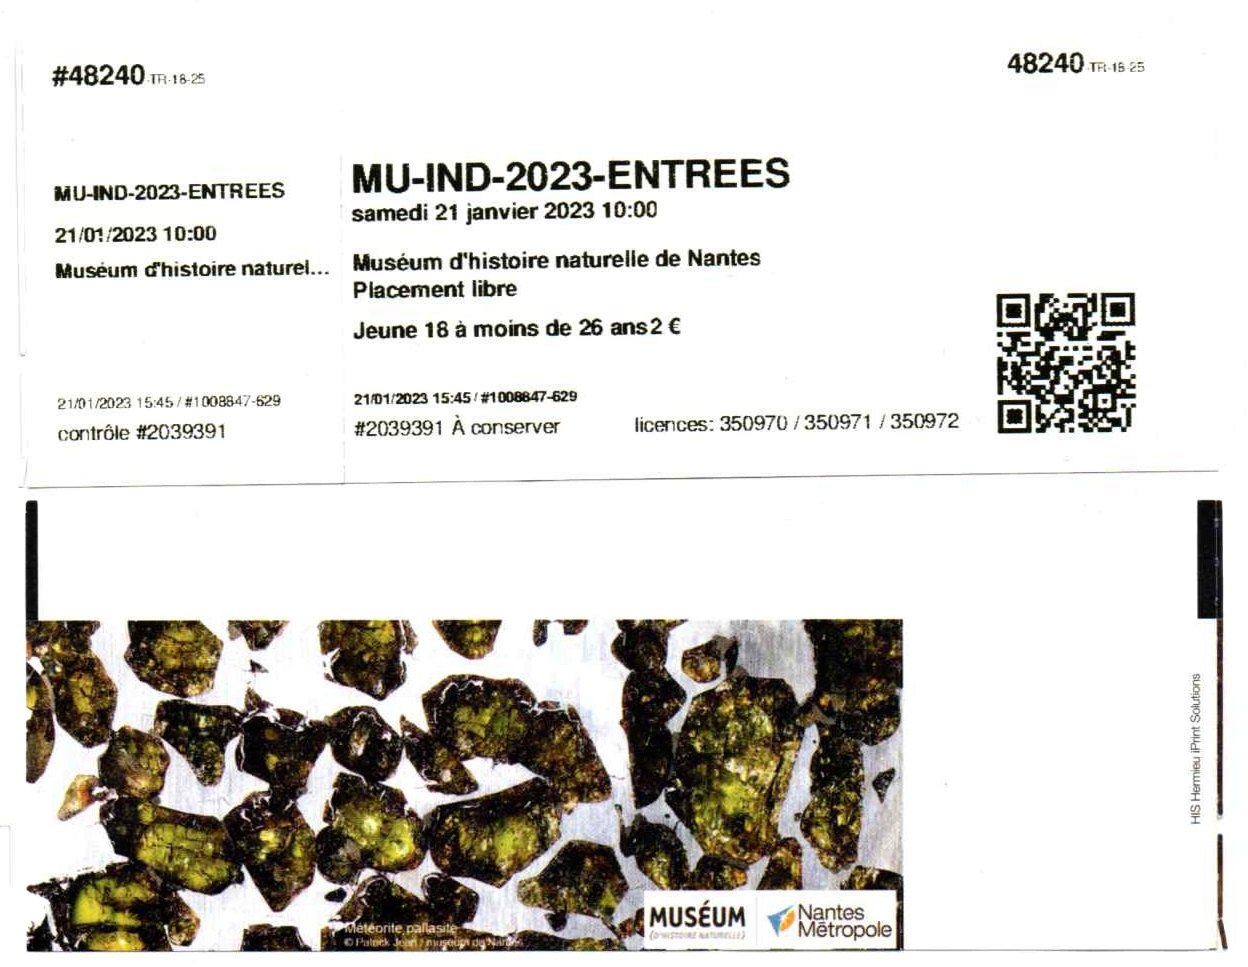 #48240-TR-18-25
48240-TR-18-25
MU-IND-2023-ENTREES
21/01/2023 10:00
Muséum d'histoire naturel...
21/01/2023 15:45 / #1008847-629
contrôle #2039391
MU-IND-2023-ENTREES
samedi 21 janvier 2023 10:00
Muséum d'histoire naturelle de Nantes
Placement libre
Jeune 18 à moins de 26 ans 2 €
21/01/2023 15:45 / #1008847-629
#2039391 À conserver
licences: 350970 / 350971 / 350972
HIS Hermieu iPrint Solutions
Météorite pallasite
© Patrick Jean / muséum de Nantes
MUSÉUM
(D'HISTOIRE NATURELLE)
Nantes
Métropole